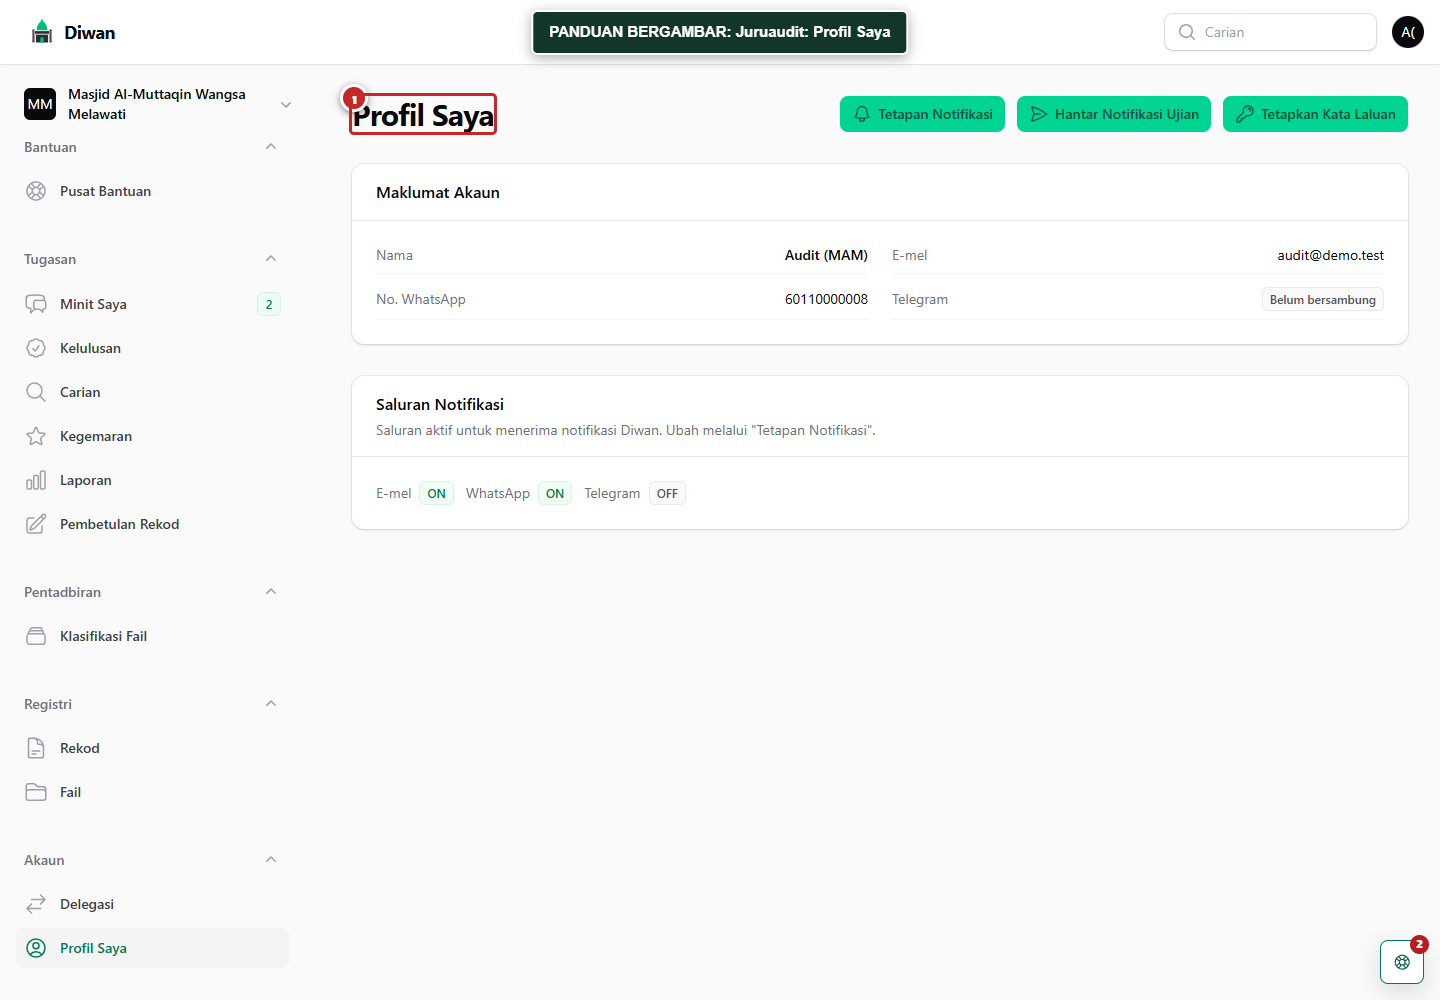 Diwan
PANDUAN BERGAMBAR: Juruaudit: Profil Saya
Carian
A(
MM
Masjid Al-Muttaqin Wangsa
Melawati
Bantuan
Pusat Bantuan
Tugasan
Minit Saya
2
Kelulusan
Carian
Kegemaran
Laporan
Pembetulan Rekod
Pentadbiran
Klasifikasi Fail
Registri
Rekod
Fail
Akaun
Delegasi
Profil Saya
1
Profil Saya
Tetapan Notifikasi
Hantar Notifikasi Ujian
Tetapkan Kata Laluan
Maklumat Akaun
Nama Audit (MAM)
E-mel audit@demo.test
No. WhatsApp 60110000008
Telegram Belum bersambung
Saluran Notifikasi
Saluran aktif untuk menerima notifikasi Diwan. Ubah melalui "Tetapan Notifikasi".
E-mel ON WhatsApp ON Telegram OFF
2